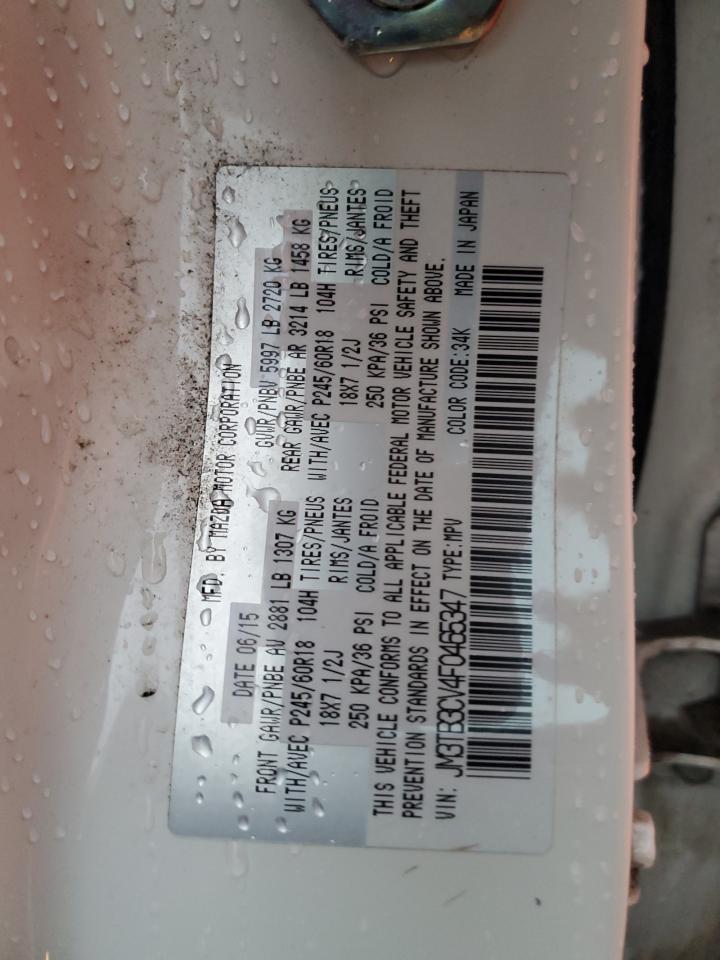 MFD. BY MAZDA MOTOR CORPORATION
DATE 06/15 GVWR/PNBV 5997 LB 2720 KG
FRONT GAWR/PNBE AV 2881 LB 1307 KG REAR GAWR/PNBE AR 3214 LB 1458 KG
WITH/AVEC P245/60R18 104H TIRES/PNEUS WITH/AVEC P245/60R18 104H TIRES/PNEUS
18X7 1/2J RIMS/JANTES 18X7 1/2J RIMS/JANTES
250 KPA/36 PSI COLD/A FROID 250 KPA/36 PSI COLD/A FROID
THIS VEHICLE CONFORMS TO ALL APPLICABLE FEDERAL MOTOR VEHICLE SAFETY AND THEFT
PREVENTION STANDARDS IN EFFECT ON THE DATE OF MANUFACTURE SHOWN ABOVE.
VIN: JM3TB3CV4F0466347 TYPE:MPV COLOR CODE:34K MADE IN JAPAN